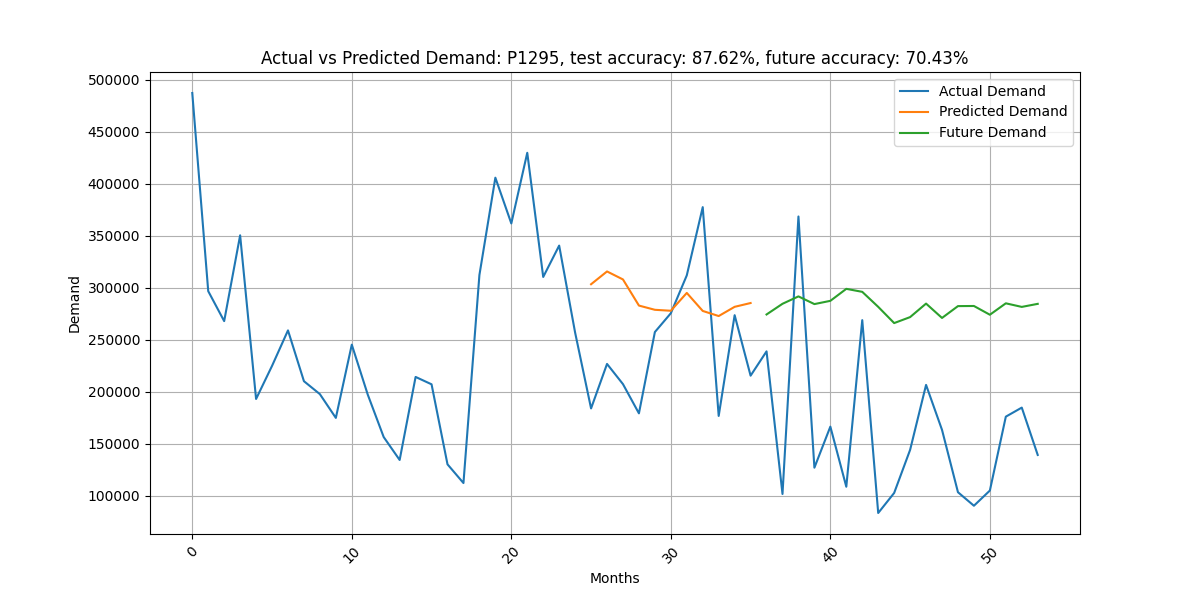 Actual vs Predicted Demand: P1295, test accuracy: 87.62%, future accuracy: 70.43%
500000
450000
400000
350000
300000
250000
200000
150000
100000
Demand
Actual Demand
Predicted Demand
Future Demand
0
10
20
30
40
50
Months